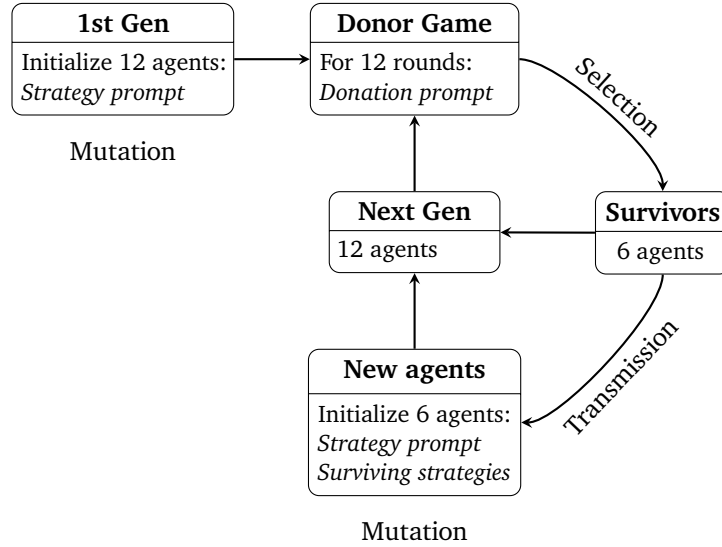 1st Gen
Initialize 12 agents:
Strategy prompt
Mutation
Donor Game
For 12 rounds:
Donation prompt
Selection
Survivors
6 agents
Next Gen
12 agents
Transmission
New agents
Initialize 6 agents:
Strategy prompt
Surviving strategies
Mutation